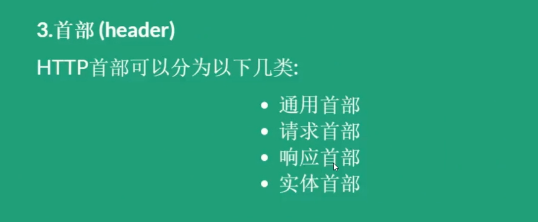 3.首部 (header)
HTTP首部可以分为以下几类:
• 通用首部
• 请求首部
• 响应首部
• 实体首部